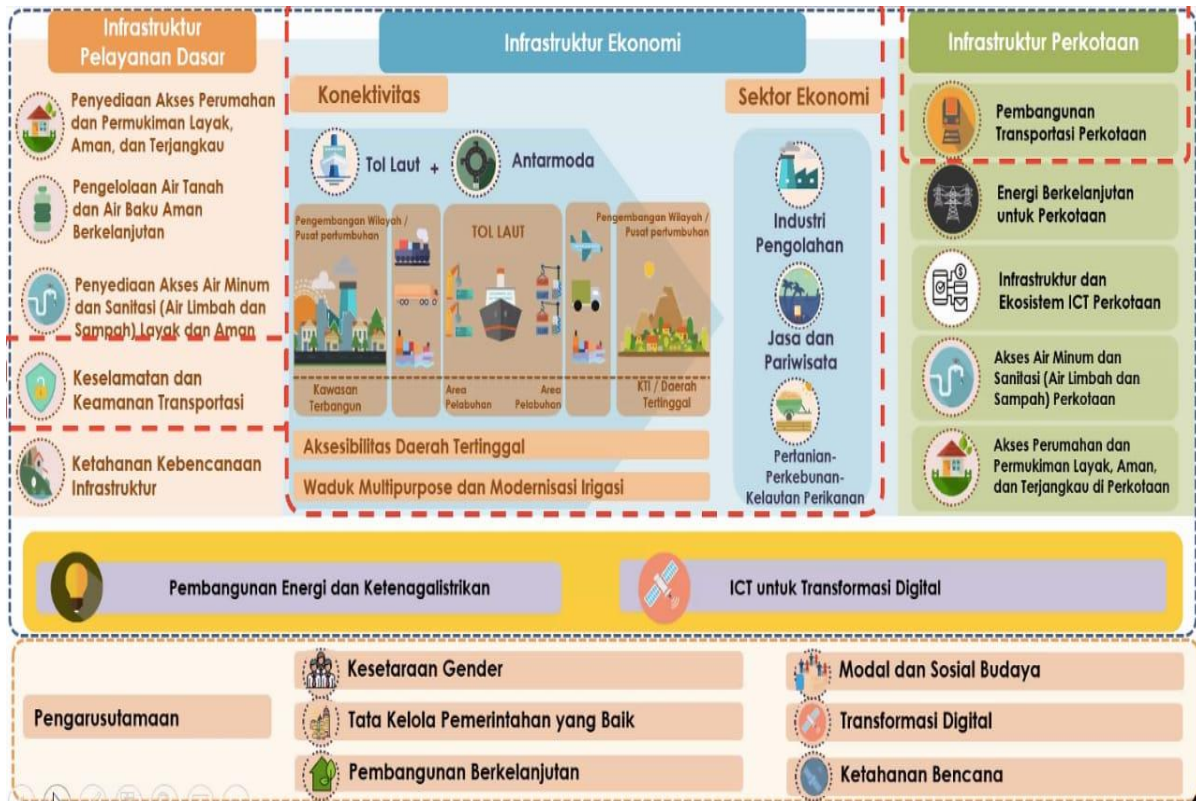 Infrastruktur
Pelayanan Dasar
Penyediaan Akses Perumahan
dan Permukiman Layak,
Aman, dan Terjangkau
Pengelolaan Air Tanah
dan Air Baku Aman
Berkelanjutan
Penyediaan Akses Air Minum
dan Sanitasi (Air Limbah dan
Sampah) Layak dan Aman
Keselamatan dan
Keamanan Transportasi
Ketahanan Kebencanaan
Infrastruktur
Infrastruktur Ekonomi
Konektivitas
Tol Laut +
Antarmoda
Pengembangan Wilayah /
Pusat pertumbuhan
TOL LAUT
Pengembangan Wilayah /
Pusat pertumbuhan
Kawasan
Terbangun
Area
Pelabuhan
Area
Pelabuhan
KTI / Daerah
Tertinggal
Aksesibilitas Daerah Tertinggal
Waduk Multipurpose dan Modernisasi Irigasi
Sektor Ekonomi
Industri
Pengolahan
Jasa dan
Pariwisata
Pertanian-
Perkebunan-
Kelautan Perikanan
Infrastruktur Perkotaan
Pembangunan
Transportasi Perkotaan
Energi Berkelanjutan
untuk Perkotaan
Infrastruktur dan
Ekosistem ICT Perkotaan
Akses Air Minum dan
Sanitasi (Air Limbah dan
Sampah) Perkotaan
Akses Perumahan dan
Permukiman Layak, Aman,
dan Terjangkau di Perkotaan
Pembangunan Energi dan Ketenagalistrikan
ICT untuk Transformasi Digital
Pengarusutamaan
Kesetaraan Gender
Tata Kelola Pemerintahan yang Baik
Pembangunan Berkelanjutan
Modal dan Sosial Budaya
Transformasi Digital
Ketahanan Bencana